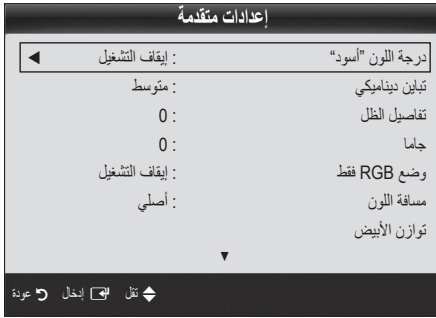 إعدادات متقدمة
درجة اللون "أسود" : إيقاف التشغيل ◀
تباين ديناميكي : متوسط
تفاصيل الظل : 0
جاما : 0
وضع RGB فقط : إيقاف التشغيل
مسافة اللون : أصلي
توازن الأبيض
▼
نقل إدخال عودة